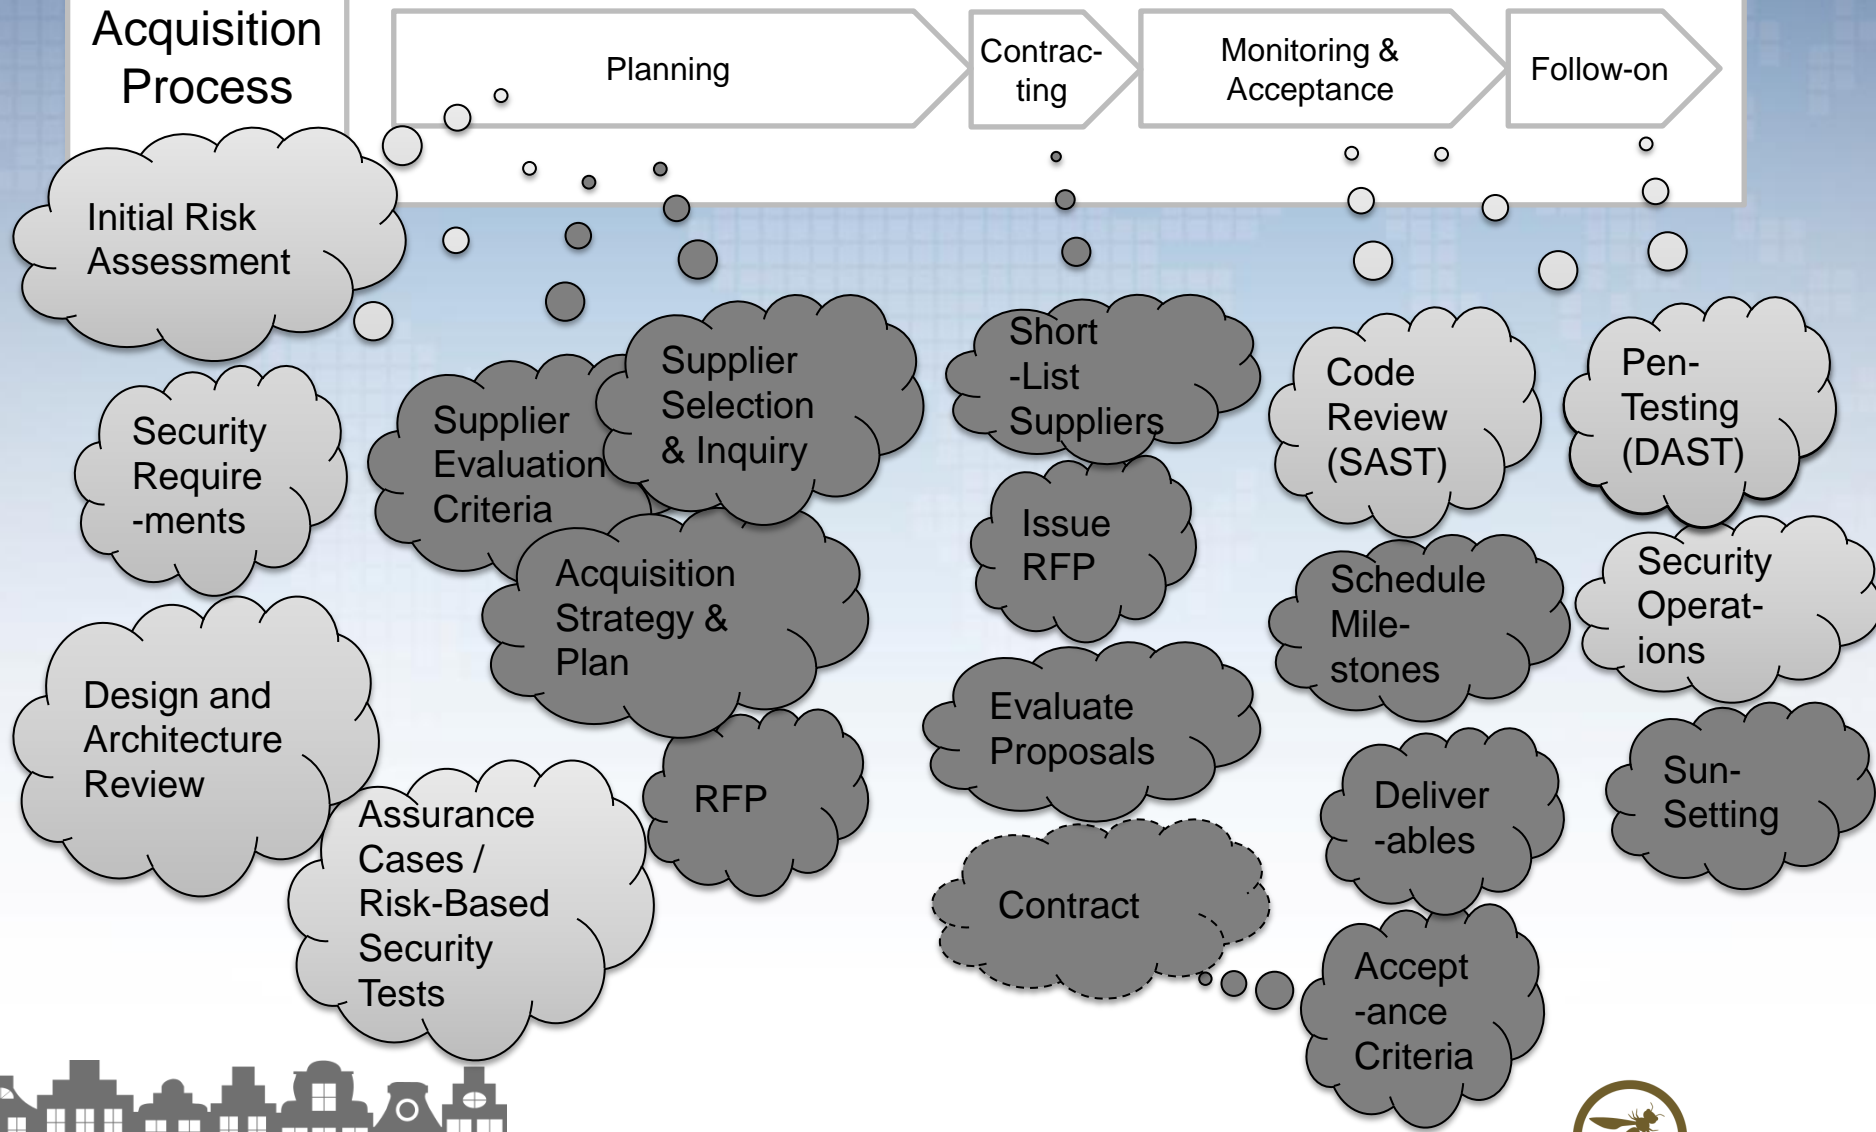 Acquisition
Process
Planning
Contrac-
ting
Monitoring &
Acceptance
Follow-on
Initial Risk
Assessment
Security
Require
-ments
Design and
Architecture
Review
Assurance
Cases /
Risk-Based
Security
Tests
Supplier
Evaluation
Criteria
Supplier
Selection
& Inquiry
Acquisition
Strategy &
Plan
RFP
Short
-List
Suppliers
Issue
RFP
Evaluate
Proposals
Contract
Code
Review
(SAST)
Schedule
Mile-
stones
Deliver
-ables
Accept
-ance
Criteria
Pen-
Testing
(DAST)
Security
Operat-
ions
Sun-
Setting